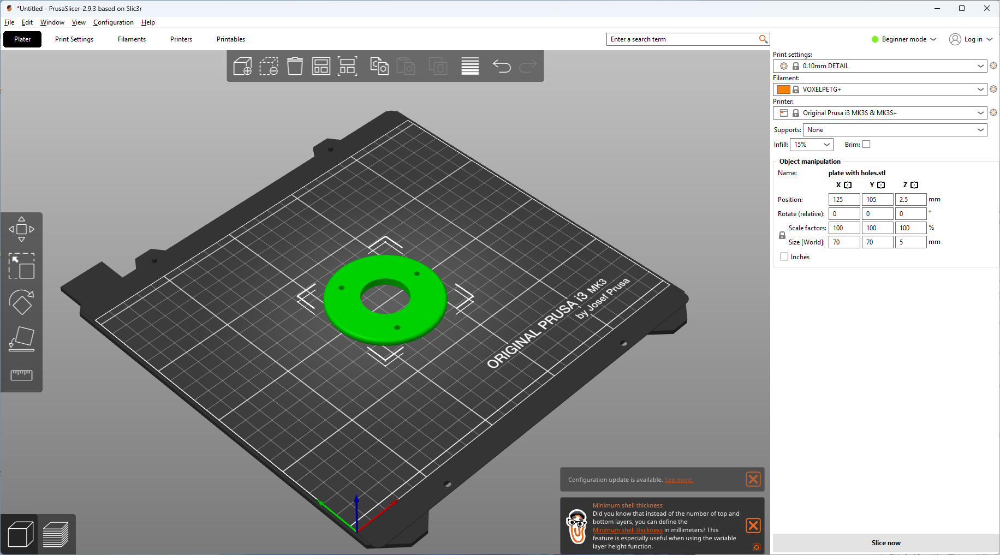 *Untitled - PrusaSlicer-2.9.3 based on Slic3r
File Edit Window View Configuration Help
Plater Print Settings Filaments Printers Printables
Enter a search term
Beginner mode Log in
Print settings:
0.10mm DETAIL
Filament:
VOXELPETG+
Printer:
Original Prusa i3 MK3S & MK3S+
Supports: None
Infill: 15% Brim:
Object manipulation
Name: plate with holes.stl
X Y Z
Position: 125 105 2.5 mm
Rotate (relative): 0 0 0 °
Scale factors: 100 100 100 %
Size [World]: 70 70 5 mm
Inches
ORIGINAL PRUSA i3 MK3
by Josef Prusa
Configuration update is available. See more.
Minimum shell thickness
Did you know that instead of the number of top and
bottom layers, you can define the
Minimum shell thickness in millimeters? This
feature is especially useful when using the variable
layer height function.
Slice now